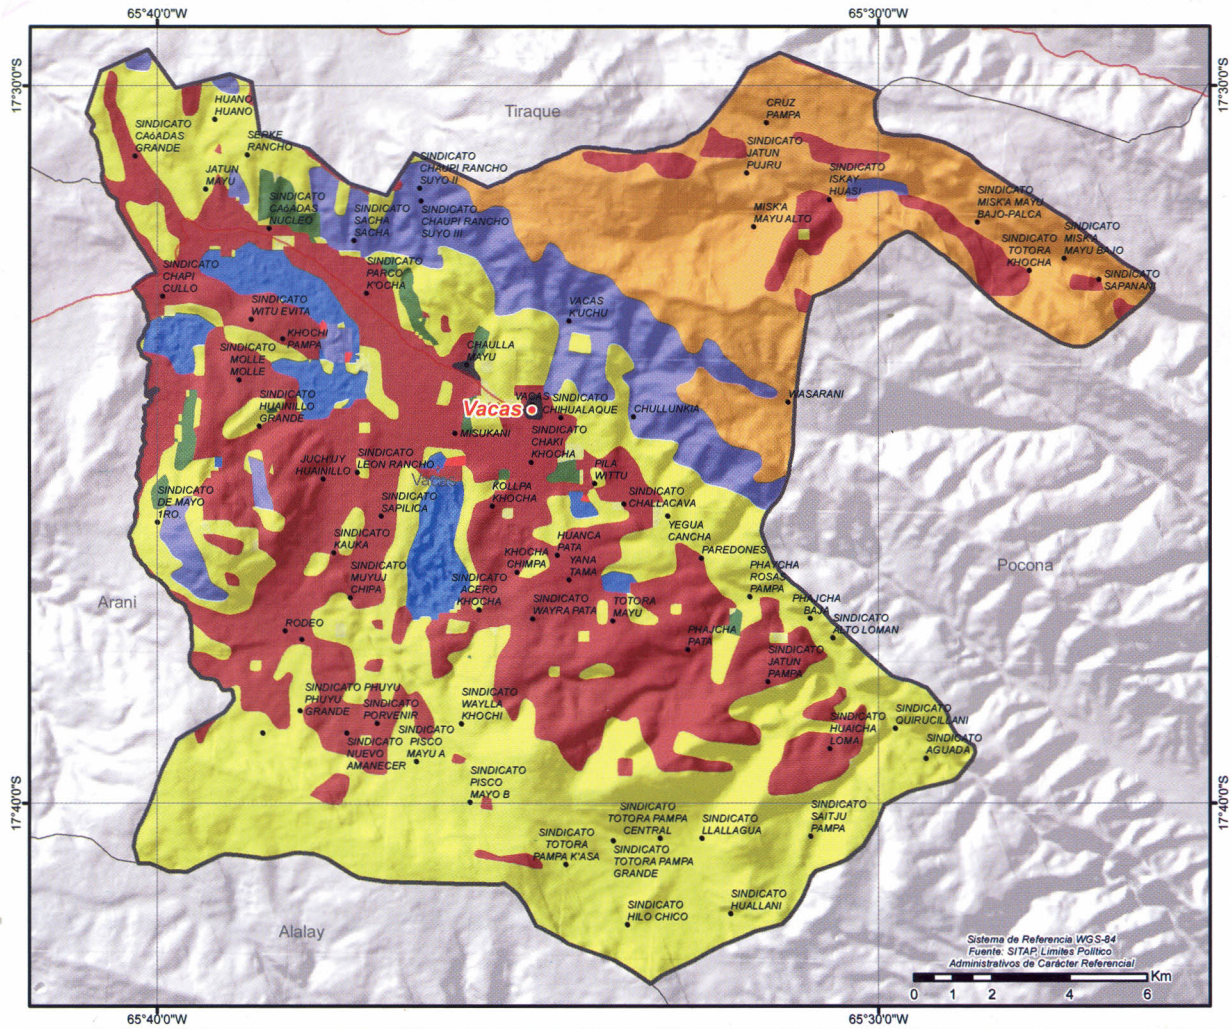 65°40'0"W
65°30'0"W
17°30'0"S
17°30'0"S
Tiraque
CRUZ
PAMPA
HUANO
HUANO
SINDICATO
CAÁADAS
GRANDE
SERKE
RANCHO
JATUN
MAYU
SINDICATO
CHAUPI RANCHO
SUYO II
SINDICATO
JATUN
PUJRU
SINDICATO
ISKAY
HUASI
SINDICATO
CAÁADAS
NUCLEO
SINDICATO
SACHA
SACHA
SINDICATO
CHAUPI RANCHO
SUYO III
MISK'A
MAYU ALTO
SINDICATO
MISK'A MAYU
BAJO-PALCA
SINDICATO
TOTORA
KHOCHA
SINDICATO
MISK'A
MAYU BAJO
SINDICATO
SAPANANI
SINDICATO
CHAPI
CULLO
SINDICATO
PARCO
K'OCHA
SINDICATO
WITU EVITA
VACAS
K'UCHU
KHOCHI
PAMPA
SINDICATO
MOLLE
MOLLE
CHAULLA
MAYU
SINDICATO
HUAINILLO
GRANDE
VACAS
Vacas
SINDICATO
CHIHUALAQUE
CHULLUNKIA
WASARANI
MISUKANI
SINDICATO
CHAKI
KHOCHA
JUCH'UY
HUAINILLO
SINDICATO
LEON RANCHO
Vacas
PILA
WITTU
SINDICATO
DE MAYO
1RO.
SINDICATO
SAPILICA
KOLLPA
KHOCHA
SINDICATO
CHALLACAVA
YEGUA
CANCHA
SINDICATO
KAUKA
HUANCA
PATA
KHOCHA
CHIMPA
YANA
TAMA
PAREDONES
Pocona
SINDICATO
MUYUJ
CHIPA
SINDICATO
ACERO
KHOCHA
PHAJCHA
ROSAS
PAMPA
Arani
SINDICATO
WAYRA PATA
TOTORA
MAYU
PHAJCHA
BAJA
SINDICATO
ALTO LOMAN
RODEO
PHAJCHA
PATA
SINDICATO
JATUN
PAMPA
SINDICATO PHUYU
PHUYU
GRANDE
SINDICATO
PORVENIR
SINDICATO
WAYLLA
KHOCHI
SINDICATO
HUAICHA
LOMA
SINDICATO
QUIRUCILLANI
SINDICATO
NUEVO
AMANECER
SINDICATO
PISCO
MAYU A
SINDICATO
AGUADA
SINDICATO
PISCO
MAYO B
17°40'0"S
17°40'0"S
SINDICATO
TOTORA PAMPA
CENTRAL
SINDICATO
LLALLAGUA
SINDICATO
SAITJU
PAMPA
SINDICATO
TOTORA
PAMPA K'ASA
SINDICATO
TOTORA PAMPA
GRANDE
SINDICATO
HILO CHICO
SINDICATO
HUALLANI
Alalay
Sistema de Referencia WGS-84
Fuente: SITAP, Limites Político
Administrativos de Carácter Referencial
Km
0 1 2 4 6
65°40'0"W
65°30'0"W